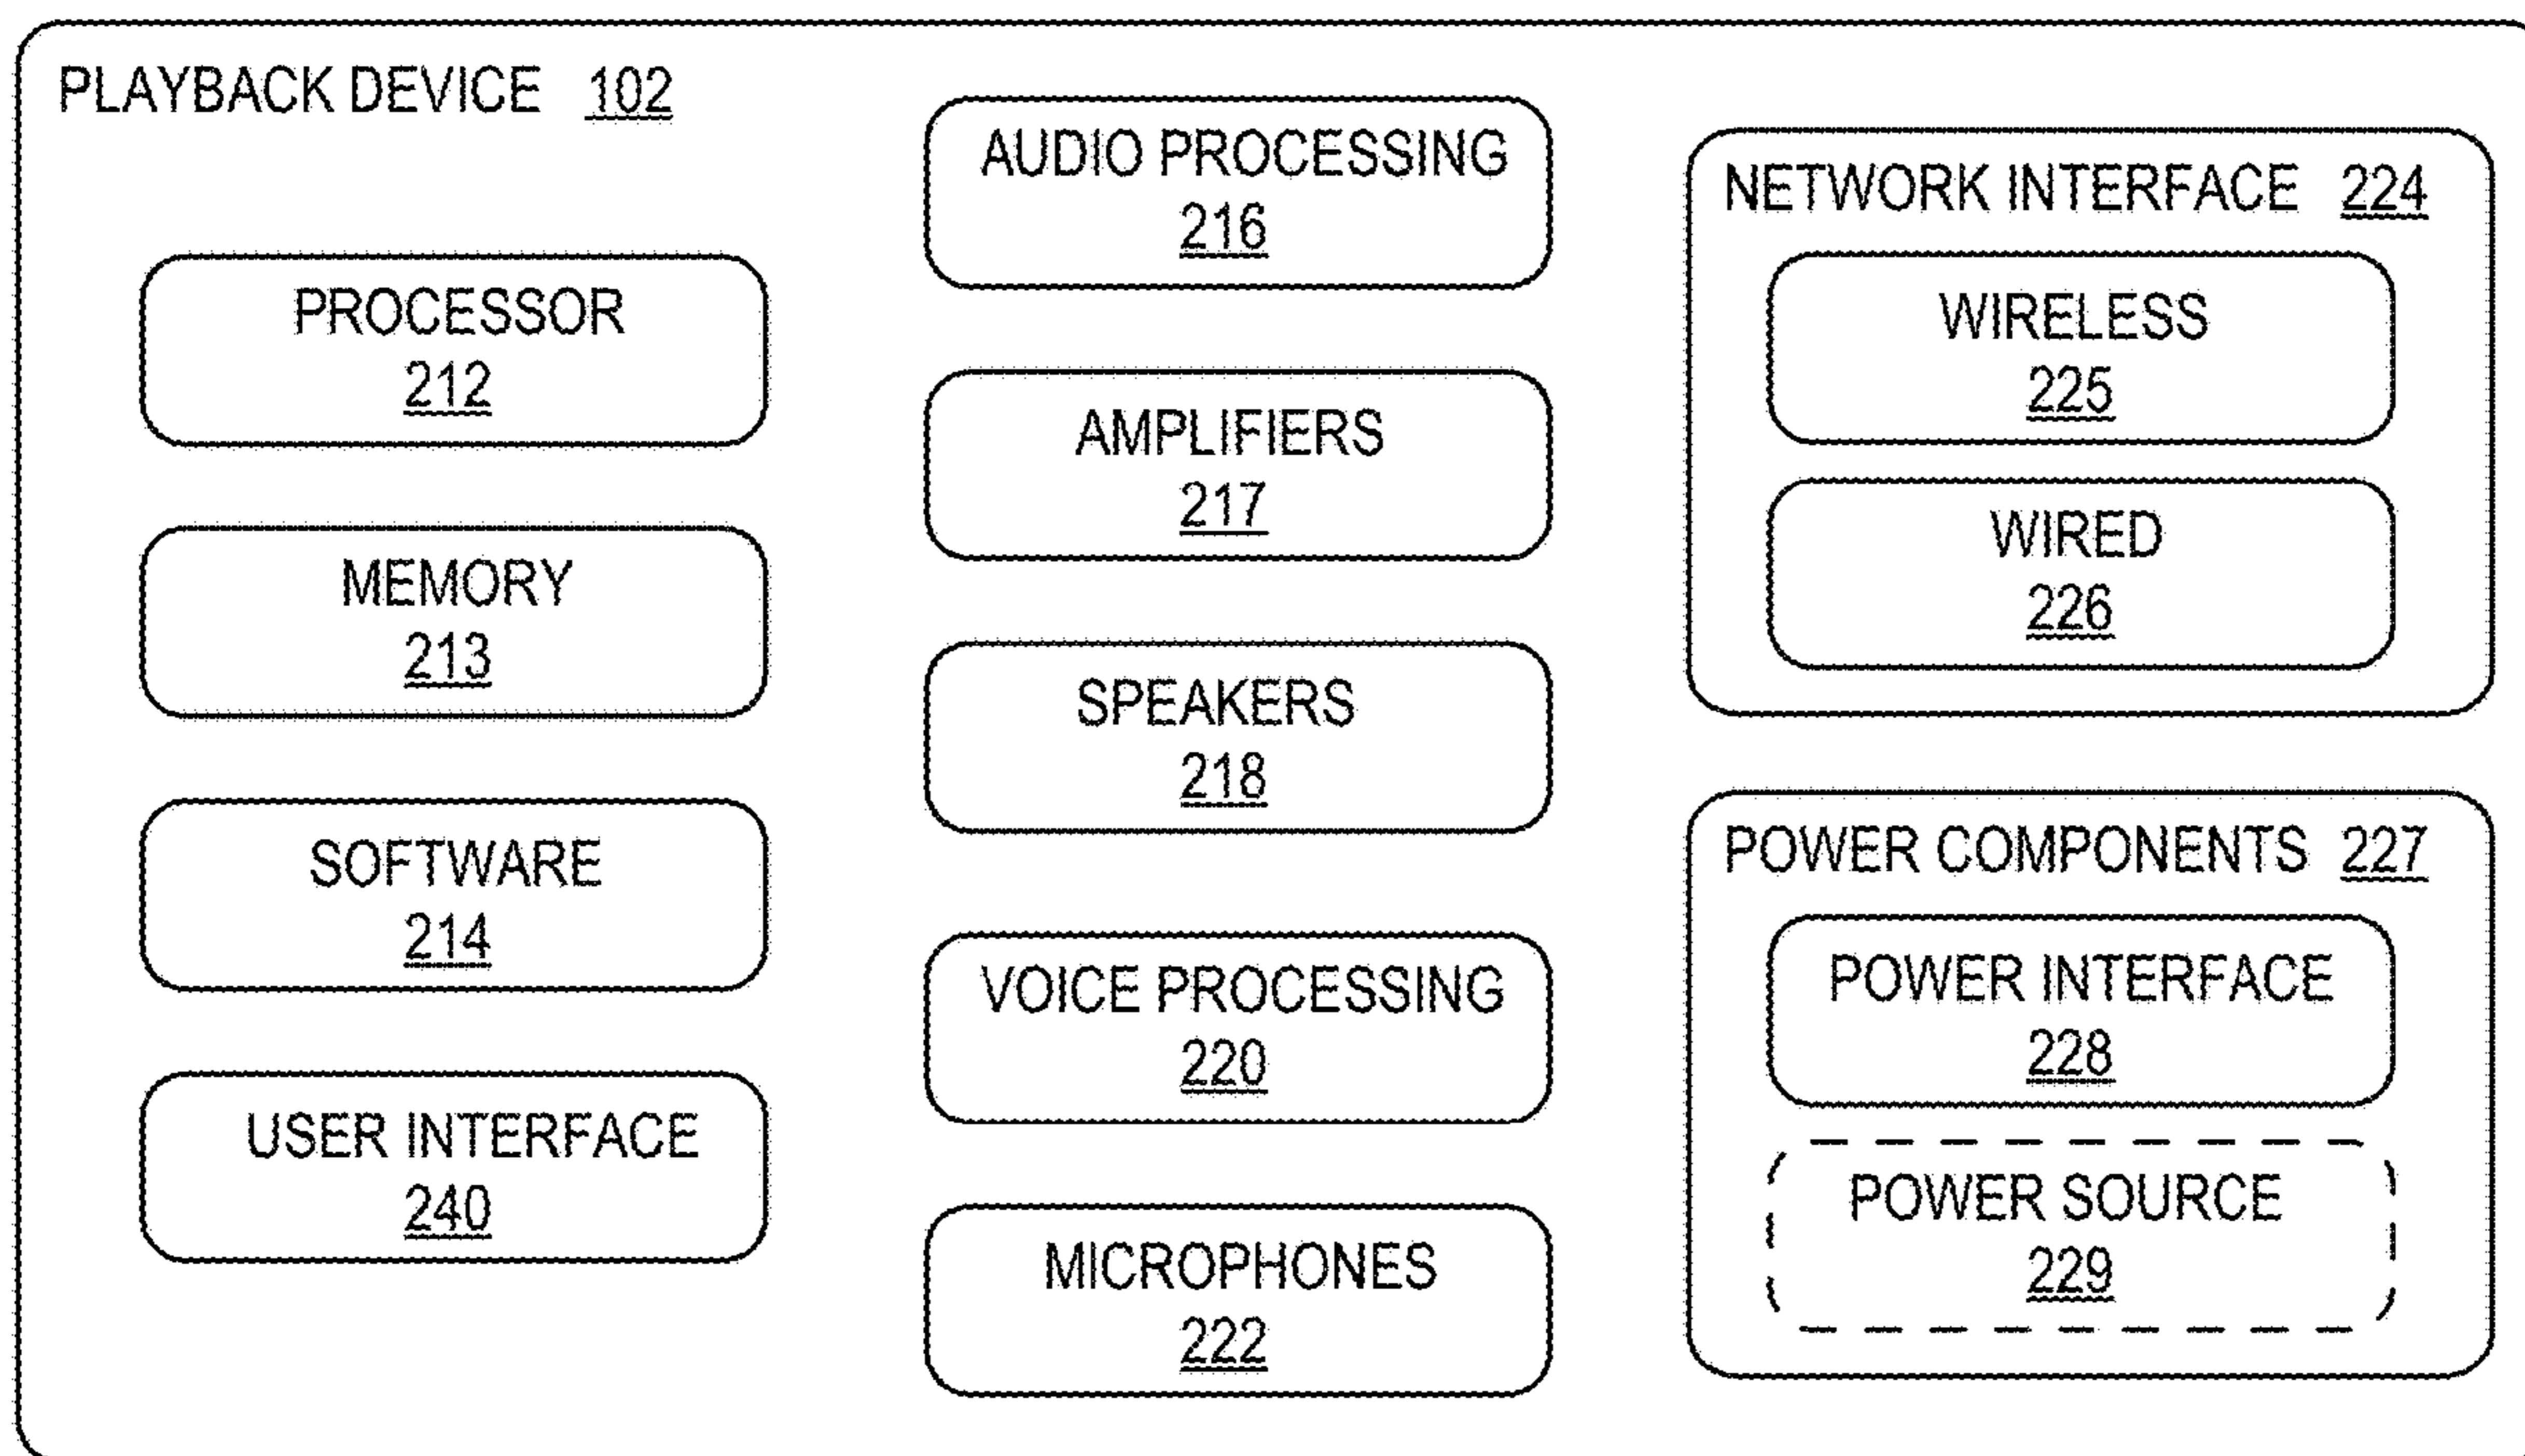 PLAYBACK DEVICE 102
PROCESSOR
212
MEMORY
213
SOFTWARE
214
USER INTERFACE
240
AUDIO PROCESSING
216
AMPLIFIERS
217
SPEAKERS
218
VOICE PROCESSING
220
MICROPHONES
222
NETWORK INTERFACE 224
WIRELESS
225
WIRED
226
POWER COMPONENTS 227
POWER INTERFACE
228
POWER SOURCE
229